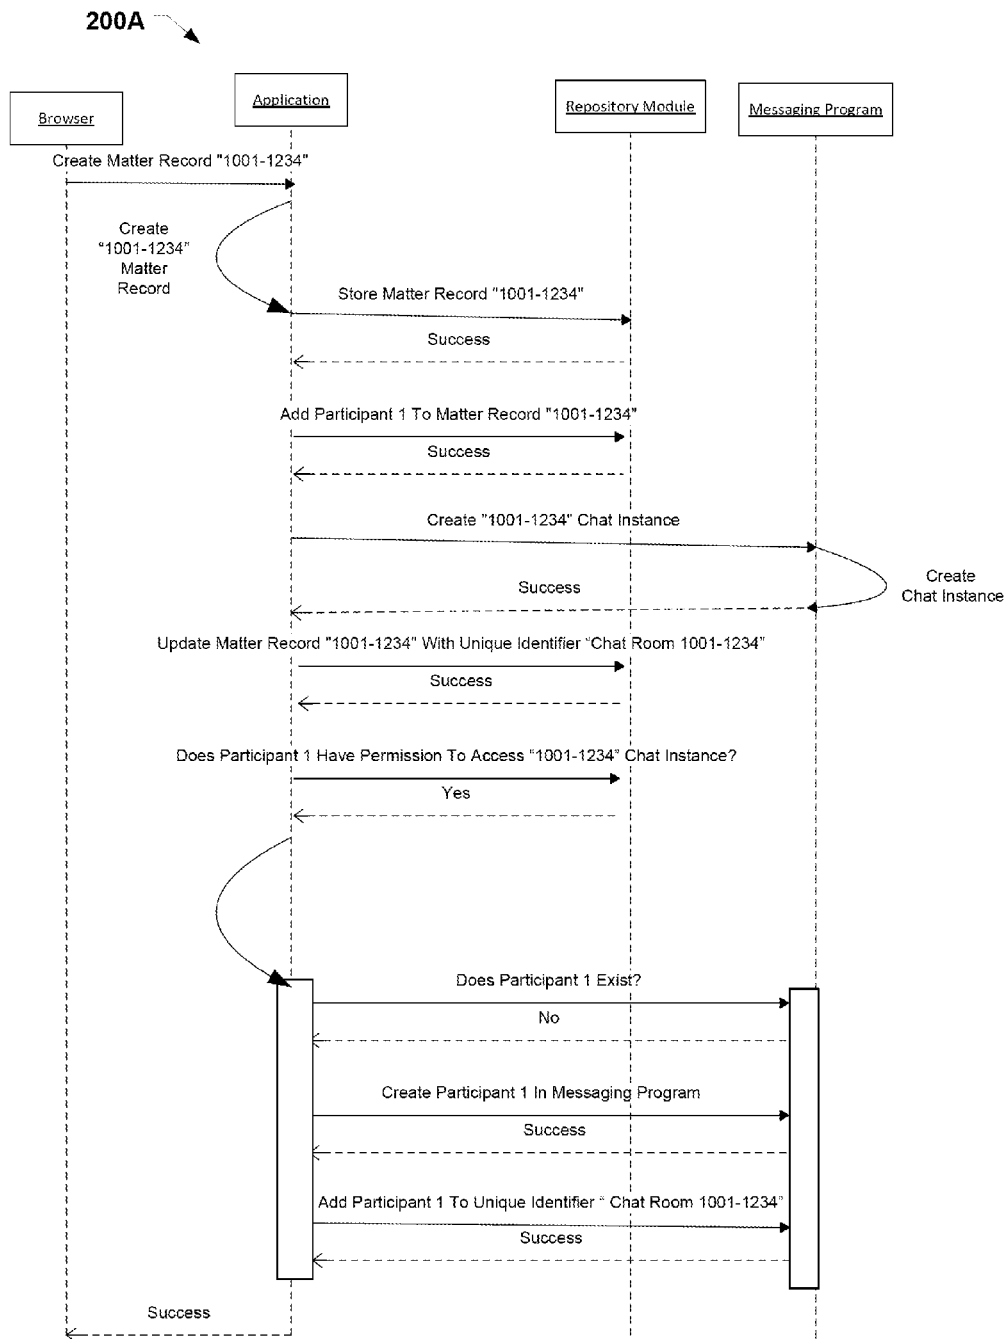 200A
Browser
Application
Repository Module
Messaging Program
Create Matter Record "1001-1234"
Create
“1001-1234”
Matter
Record
Store Matter Record "1001-1234"
Success
Add Participant 1 To Matter Record "1001-1234"
Success
Create "1001-1234" Chat Instance
Create
Chat Instance
Success
Update Matter Record "1001-1234" With Unique Identifier “Chat Room 1001-1234”
Success
Does Participant 1 Have Permission To Access “1001-1234” Chat Instance?
Yes
Does Participant 1 Exist?
No
Create Participant 1 In Messaging Program
Success
Add Participant 1 To Unique Identifier “ Chat Room 1001-1234”
Success
Success